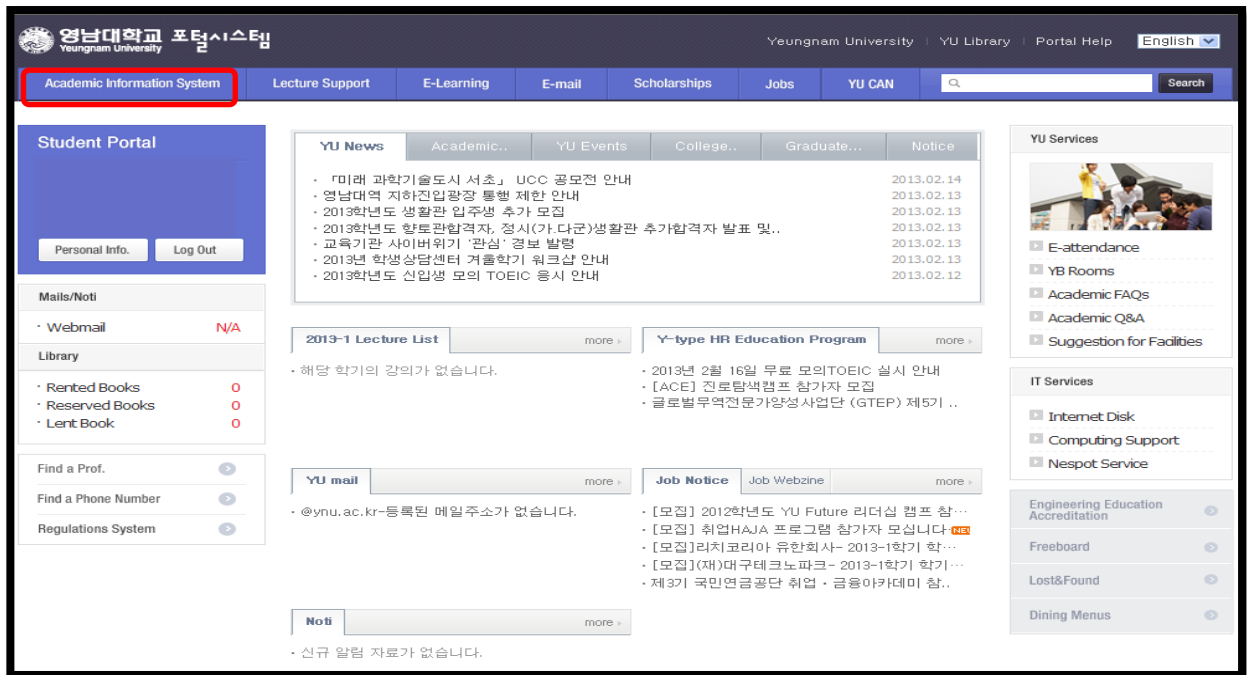 영남대학교 포털시스템
Yeungnam University
Yeungnam University | YU Library | Portal Help English
Academic Information System Lecture Support E-Learning E-mail Scholarships Jobs YU CAN Search
Student Portal
Personal Info. Log Out
Mails/Noti
· Webmail N/A
Library
· Rented Books 0
· Reserved Books 0
· Lent Book 0
Find a Prof.
Find a Phone Number
Regulations System
YU News Academic.. YU Events College.. Graduate... Notice
· 「미래 과학기술도시 서초」 UCC 공모전 안내 2013.02.14
· 영남대역 지하진입광장 통행 제한 안내 2013.02.13
· 2013학년도 생활관 입주생 추가 모집 2013.02.13
· 2013학년도 향토관합격자, 정시(가.다군)생활관 추가합격자 발표 및.. 2013.02.13
· 교육기관 사이버위기 '관심' 경보 발령 2013.02.13
· 2013년 학생상담센터 겨울학기 워크샵 안내 2013.02.13
· 2013학년도 신입생 모의 TOEIC 응시 안내 2013.02.12
2013-1 Lecture List more
· 해당 학기의 강의가 없습니다.
Y-type HR Education Program more
· 2013년 2월 16일 무료 모의TOEIC 실시 안내
· [ACE] 진로탐색캠프 참가자 모집
· 글로벌무역전문가양성사업단 (GTEP) 제5기 ..
YU mail more
· @ynu.ac.kr-등록된 메일주소가 없습니다.
Job Notice Job Webzine more
· [모집] 2012학년도 YU Future 리더십 캠프 참…
· [모집] 취업HAJA 프로그램 참가자 모십니다 NEW
· [모집]리치코리아 유한회사- 2013-1학기 학…
· [모집](재)대구테크노파크- 2013-1학기 학기…
· 제3기 국민연금공단 취업 · 금융아카데미 참..
Noti more
· 신규 알림 자료가 없습니다.
YU Services
E-attendance
YB Rooms
Academic FAQs
Academic Q&A
Suggestion for Facilities
IT Services
Internet Disk
Computing Support
Nespot Service
Engineering Education
Accreditation
Freeboard
Lost&Found
Dining Menus